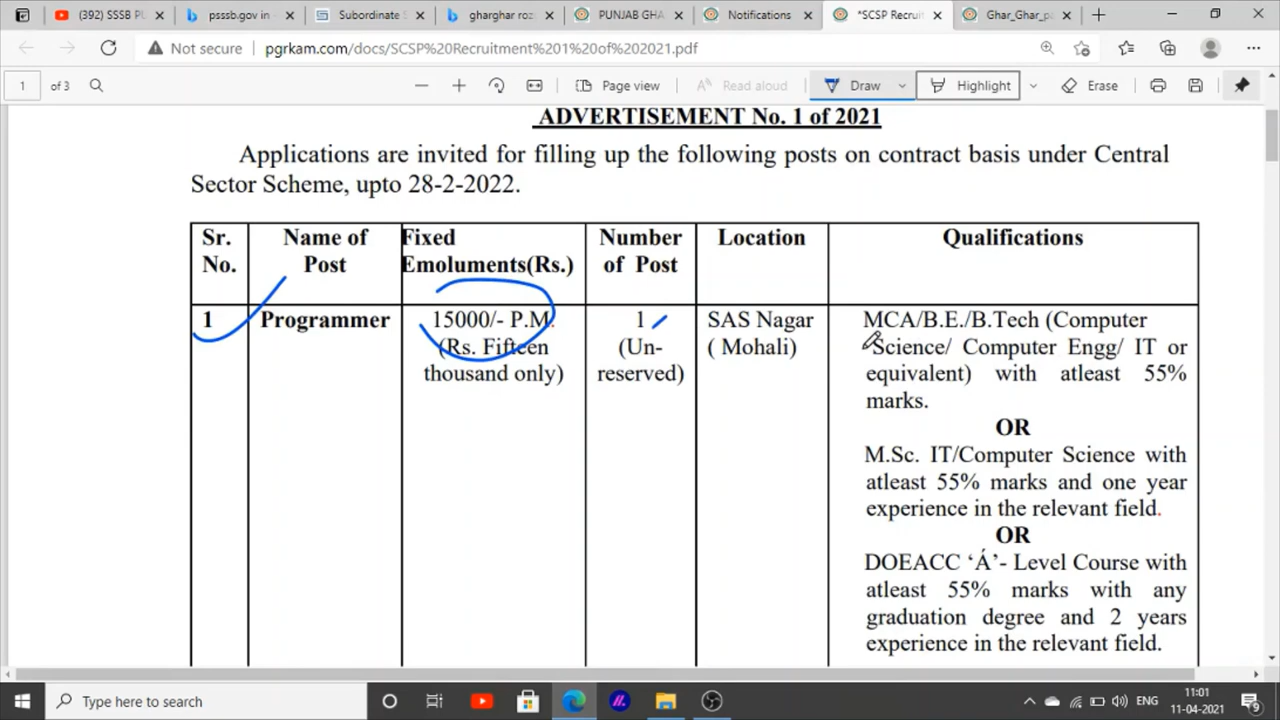 (392) SSSB PU
psssb.gov in -
Subordinate S
gharghar roz
PUNJAB GHA
Notifications
*SCSP Recrui
Ghar_Ghar_p
Not secure
pgrkam.com/docs/SCSP%20Recruitment%201%20of%202021.pdf
1 of 3
Page view
Read aloud
Draw
Highlight
Erase
ADVERTISEMENT No. 1 of 2021
Applications are invited for filling up the following posts on contract basis under Central
Sector Scheme, upto 28-2-2022.
Sr. No.
Name of Post
Fixed Emoluments(Rs.)
Number of Post
Location
Qualifications
1
Programmer
15000/- P.M.
(Rs. Fifteen
thousand only)
1
(Un-
reserved)
SAS Nagar
( Mohali)
MCA/B.E./B.Tech (Computer
Science/ Computer Engg/ IT or
equivalent) with atleast 55%
marks.
OR
M.Sc. IT/Computer Science with
atleast 55% marks and one year
experience in the relevant field.
OR
DOEACC ‘Á’- Level Course with
atleast 55% marks with any
graduation degree and 2 years
experience in the relevant field.
Type here to search
ENG
11:01
11-04-2021
9